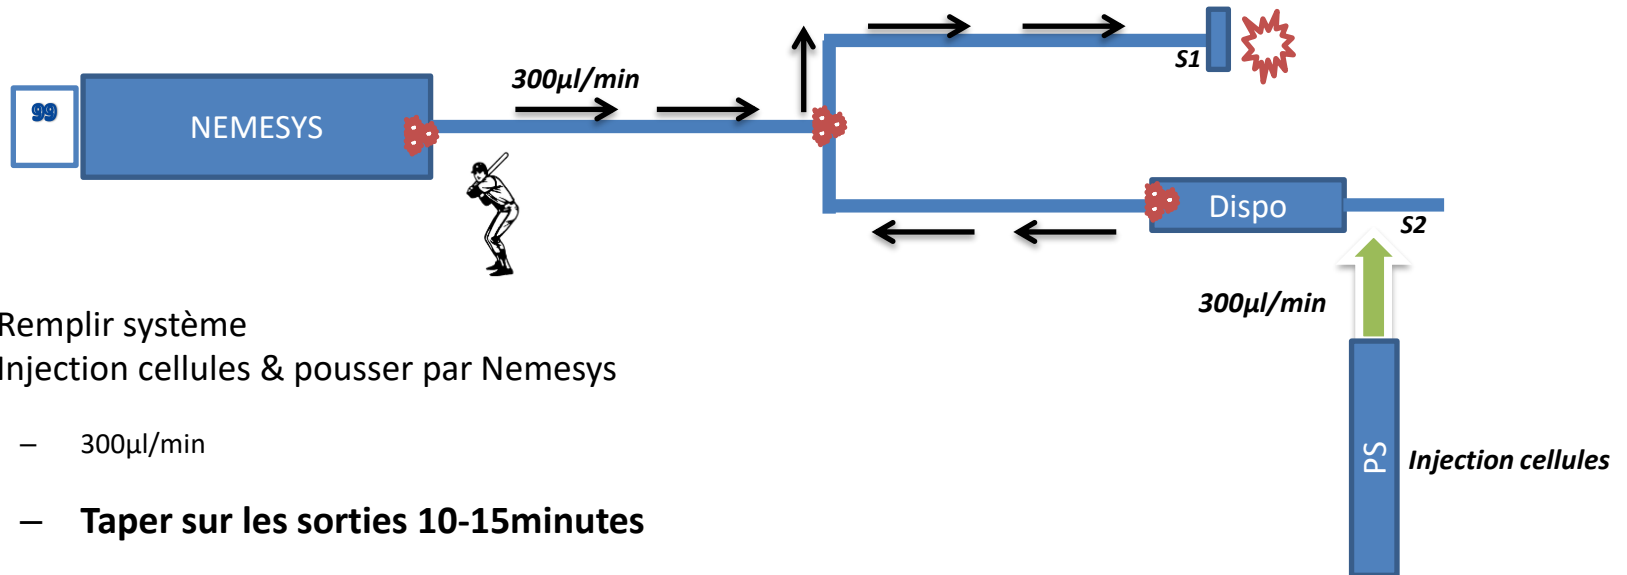 S1
300µl/min
99
NEMESYS
Dispo
S2
300µl/min
Remplir système
Injection cellules & pousser par Nemesys
– 300µl/min
PS
Injection cellules
– Taper sur les sorties 10-15minutes